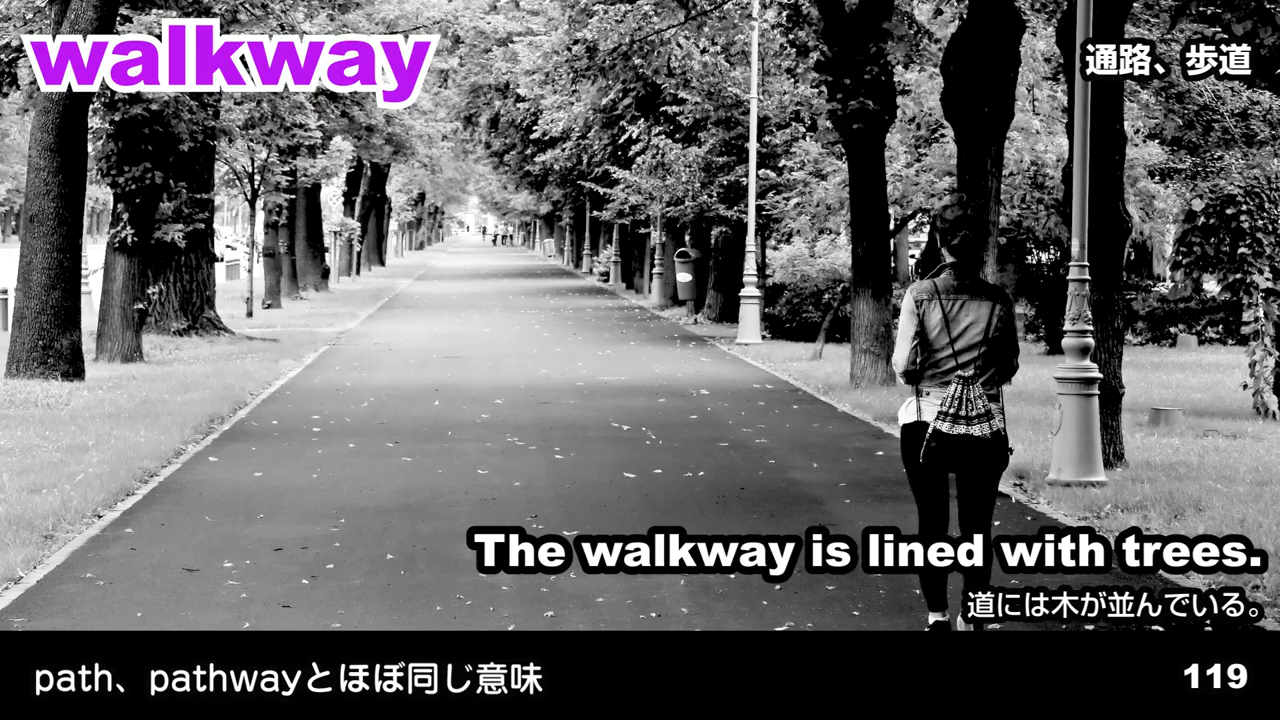 walkway
通路、歩道
The walkway is lined with trees.
道には木が並んでいる。
path、pathwayとほぼ同じ意味
119